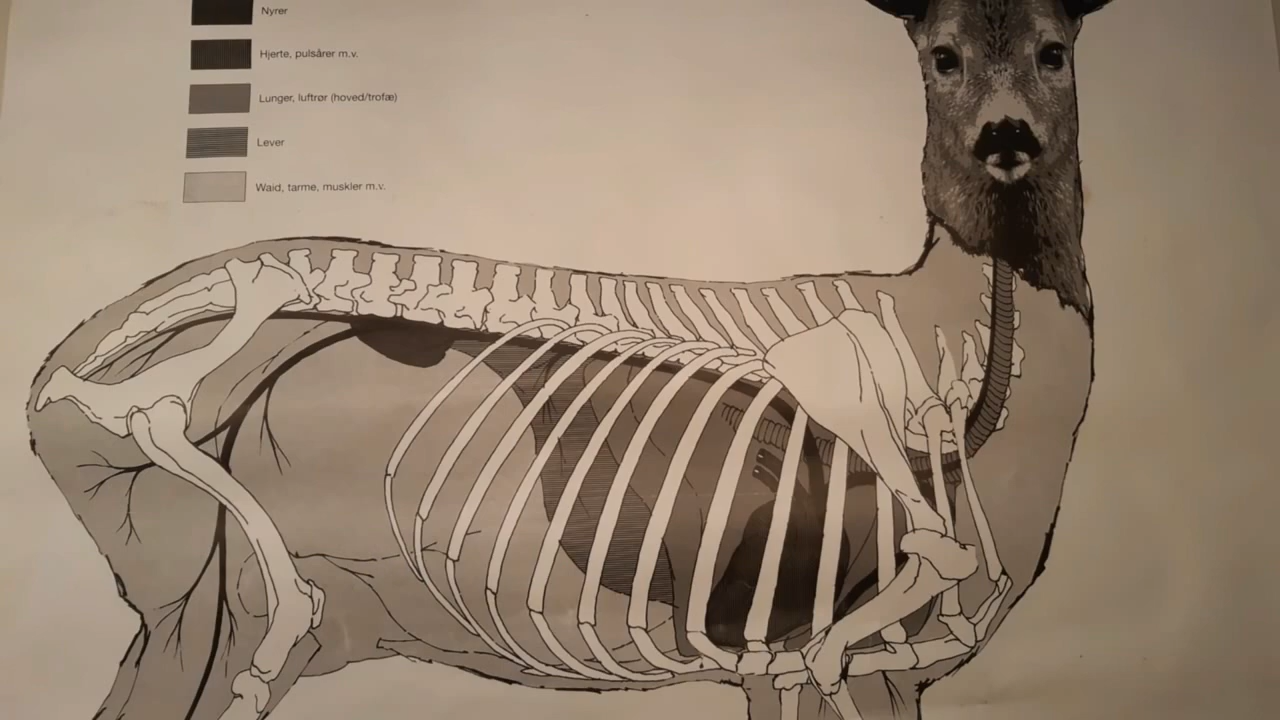 Nyrer
Hjerte, pulsårer m.v.
Lunger, luftrør (hoved/trofæ)
Lever
Waid, tarme, muskler m.v.